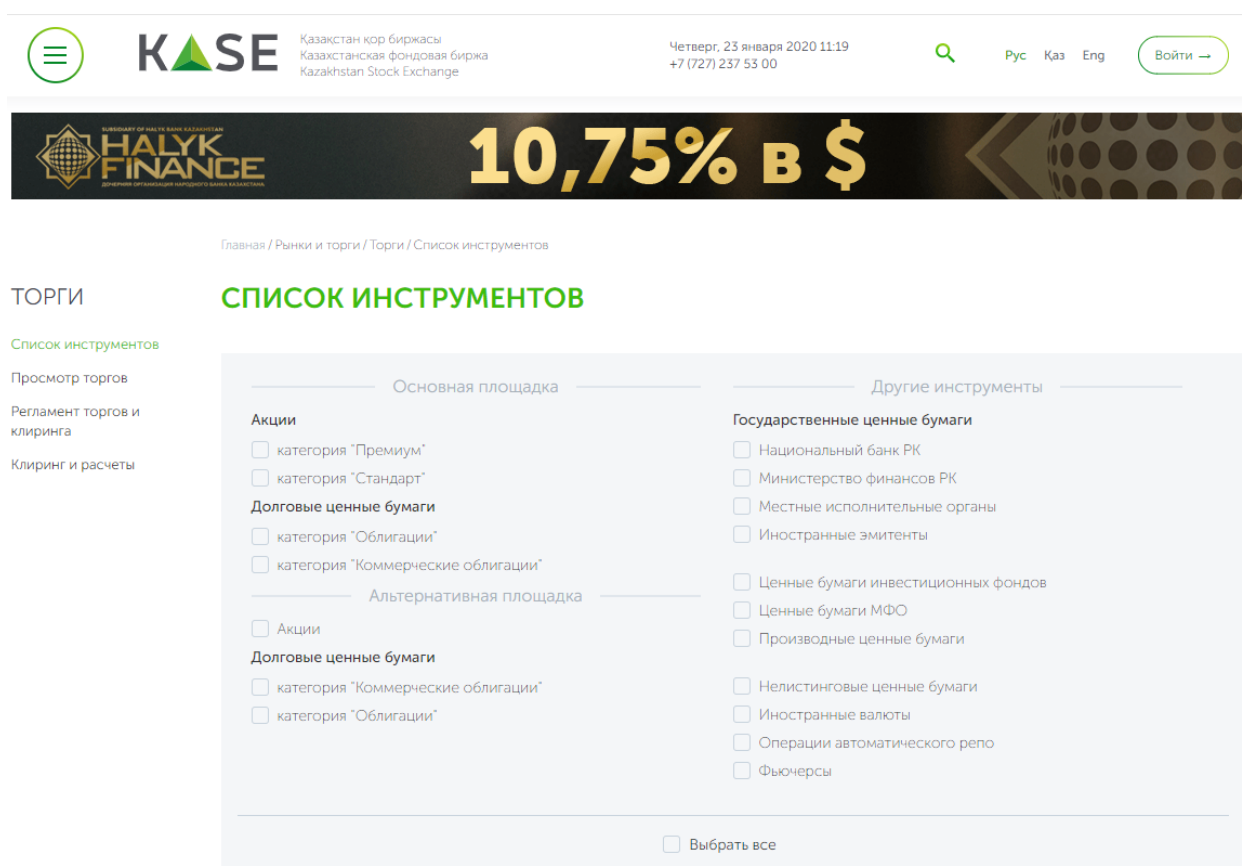 KASE
Қазақстан қор биржасы
Казахстанская фондовая биржа
Kazakhstan Stock Exchange
Четверг, 23 января 2020 11:19
+7 (727) 237 53 00
Рус Қаз Eng
Войти →
SUBSIDIARY OF HALYK BANK KAZAKHSTAN
HALYK
FINANCE
ДОЧЕРНЯЯ ОРГАНИЗАЦИЯ НАРОДНОГО БАНКА КАЗАХСТАНА
10,75% в $
Главная / Рынки и торги / Торги / Список инструментов
ТОРГИ
Список инструментов
Просмотр торгов
Регламент торгов и
клиринга
Клиринг и расчеты
СПИСОК ИНСТРУМЕНТОВ
Основная площадка
Акции
категория "Премиум"
категория "Стандарт"
Долговые ценные бумаги
категория "Облигации"
категория "Коммерческие облигации"
Альтернативная площадка
Акции
Долговые ценные бумаги
категория "Коммерческие облигации"
категория "Облигации"
Другие инструменты
Государственные ценные бумаги
Национальный банк РК
Министерство финансов РК
Местные исполнительные органы
Иностранные эмитенты
Ценные бумаги инвестиционных фондов
Ценные бумаги МФО
Производные ценные бумаги
Нелистинговые ценные бумаги
Иностранные валюты
Операции автоматического репо
Фьючерсы
Выбрать все